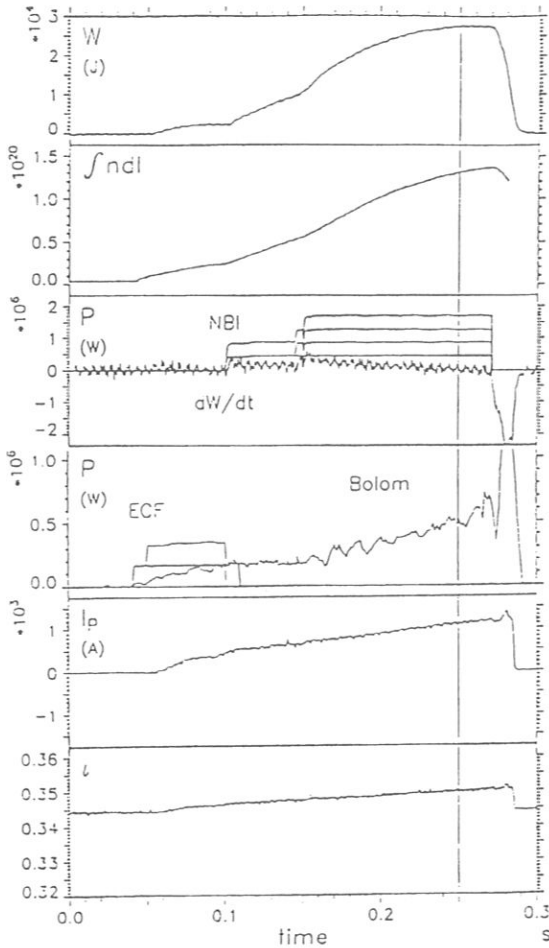 *10⁴
3
2
1
0
W
(J)
*10²⁰
1.5
1.0
0.5
0.0
∫ndl
*10⁶
2
1
0
-1
-2
P
(W)
NBI
aW/dt
*10⁶
1.0
0.5
0.0
P
(W)
ECF
Bolom
*10³
1
0
-1
Ip
(A)
0.36
0.35
0.34
0.33
0.32
ι
0.0 0.1 0.2 0.3
time s